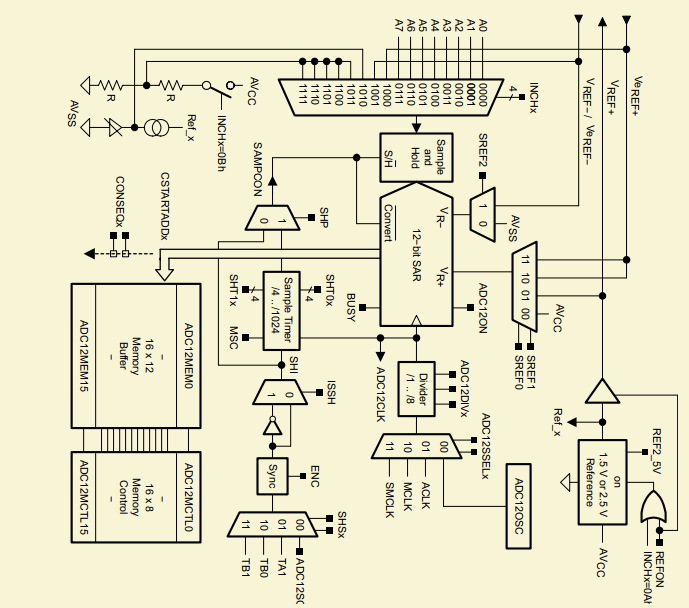 VeREF+
REF2_5V
REFON
INCHx=0Ah
VREF+
on
1.5 V or 2.5 V
Reference
VREF− / VeREF−
AVCC
Ref_x
INCHx
4
AVCC
11 10 01 00
SREF1
SREF0
ADC12OSC
SREF2
AVSS
1 0
A0
A1
A2
A3
A4
A5
A6
A7
0000
0001
0010
0011
0100
0101
0110
0111
1000
1001
1010
1011
1100
1101
1110
1111
Sample
and
Hold
S/H
VR−
VR+
12−bit SAR
Convert
ADC12ON
BUSY
ADC12DIVx
Divider
/1 .. /8
ADC12CLK
ADC12SSELx
00
01
10
11
ACLK
MCLK
SMCLK
AVCC
INCHx=0Bh
Ref_x
R
R
AVSS
SAMPCON
SHP
1
0
SHT0x
4
Sample Timer
/4 .. /1024
4
SHT1x
MSC
SHI
ISSH
0
1
ENC
Sync
SHSx
00
01
10
11
ADC12SC
TA1
TB0
TB1
CSTARTADDx
CONSEQx
ADC12MEM0
−
16 x 12
Memory
Buffer
−
ADC12MEM15
ADC12MCTL0
−
16 x 8
Memory
Control
−
ADC12MCTL15